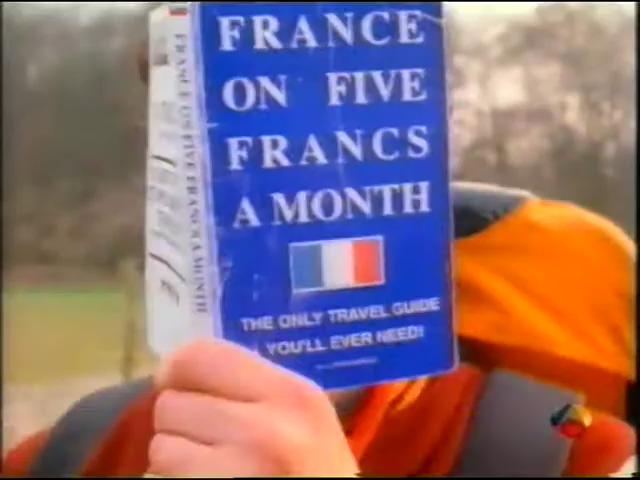 FRANCE
ON FIVE
FRANCS
A MONTH
THE ONLY TRAVEL GUIDE
YOU'LL EVER NEED!
FRANCE ON FIVE FRANCS A MONTH